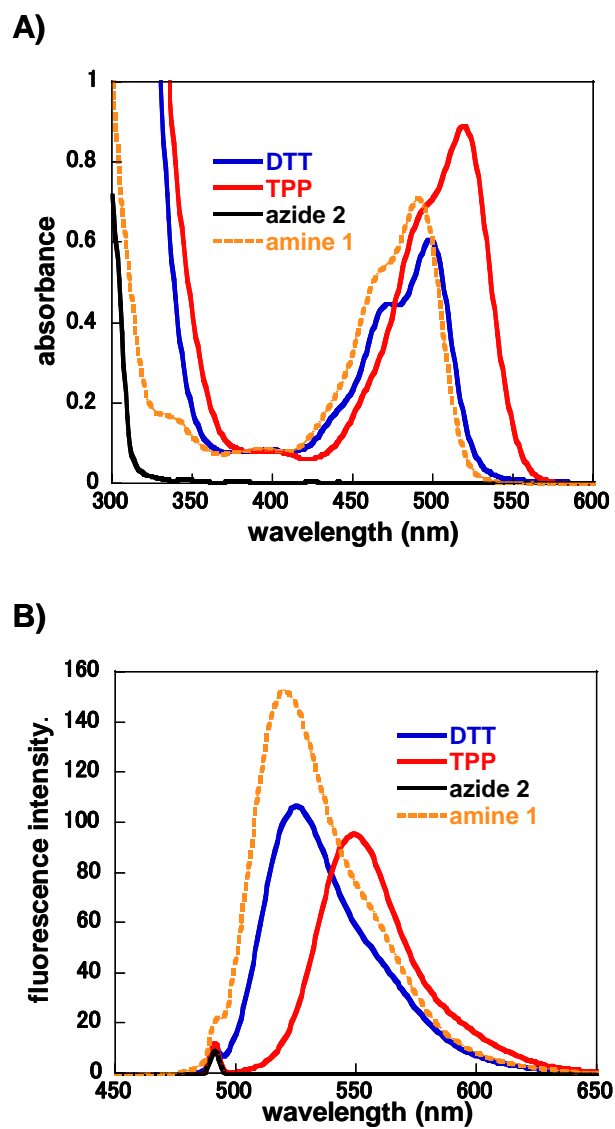 A)
1
0.8
0.6
0.4
0.2
0
absorbance
DTT
TPP
azide 2
amine 1
300 350 400 450 500 550 600
wavelength (nm)
B)
160
140
120
100
80
60
40
20
0
fluorescence intensity.
DTT
TPP
azide 2
amine 1
450 500 550 600 650
wavelength (nm)